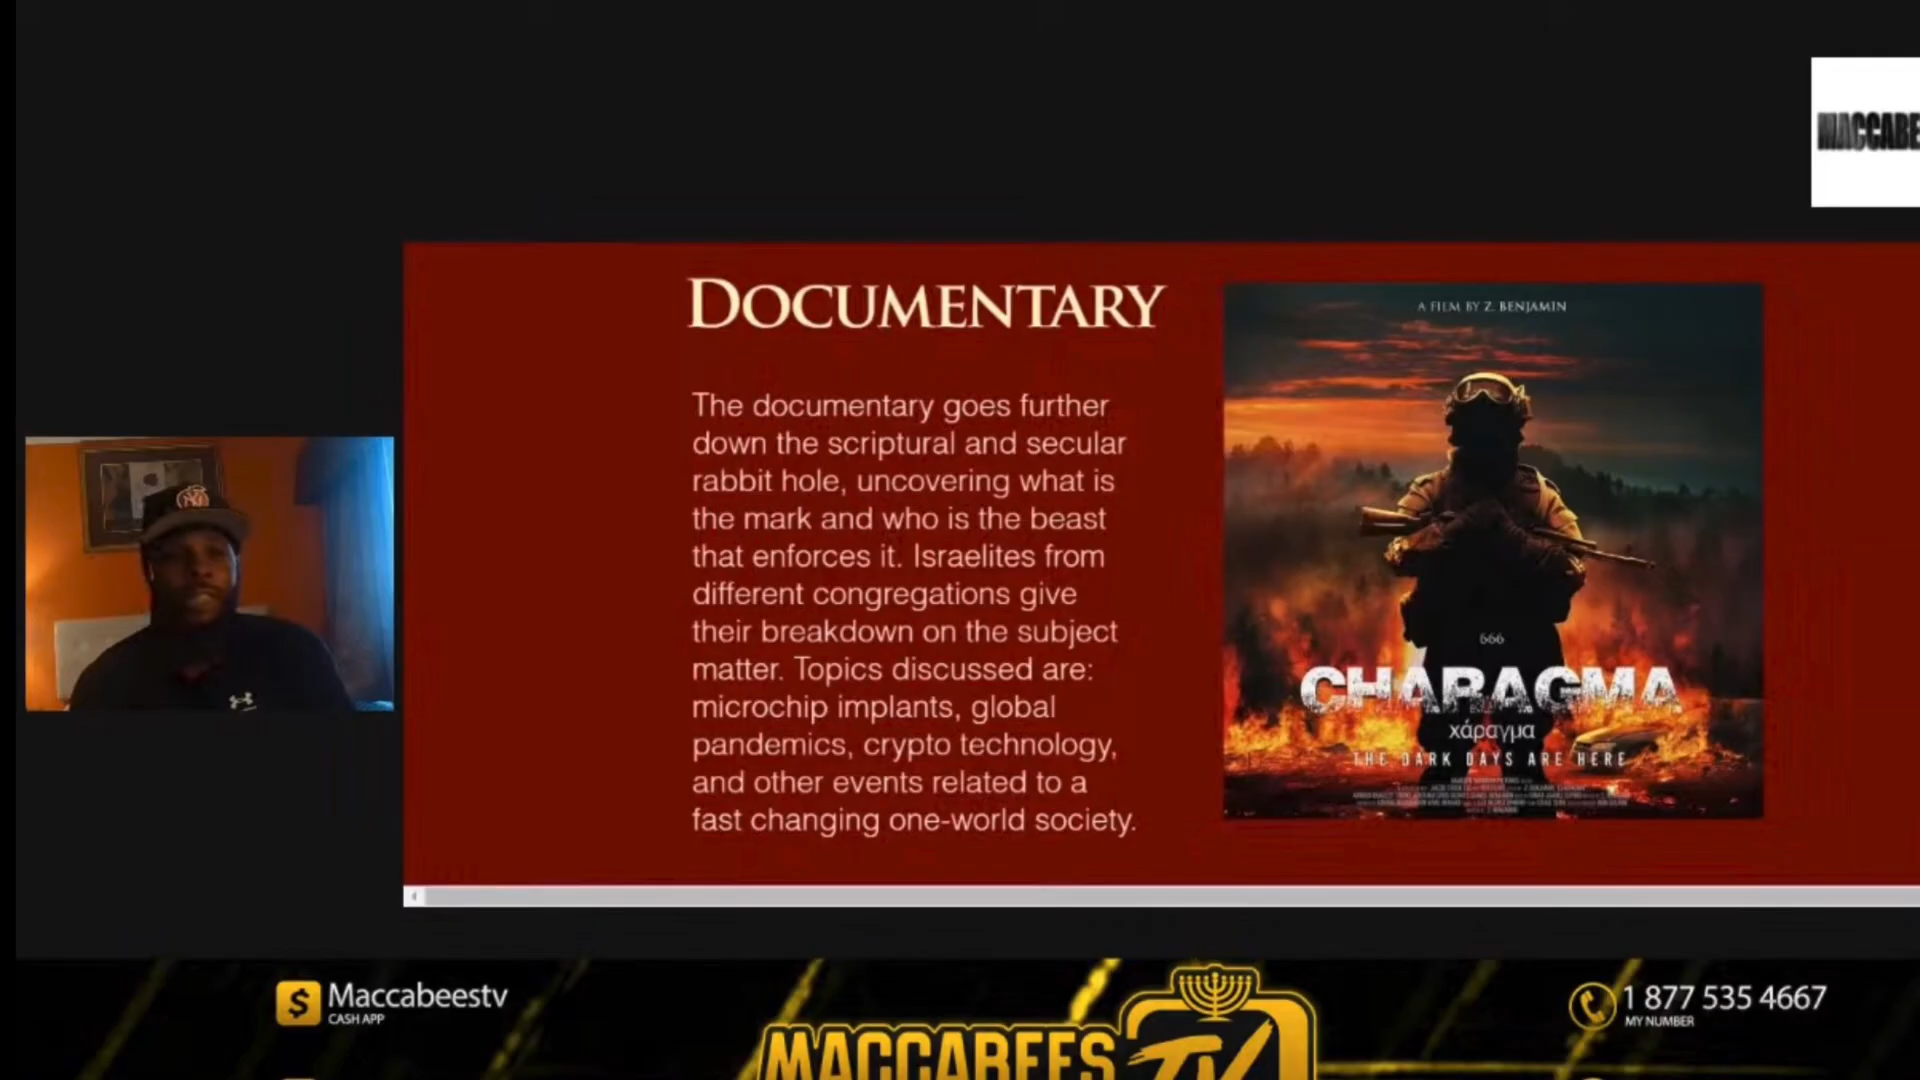 MACCABE
DOCUMENTARY
The documentary goes further
down the scriptural and secular
rabbit hole, uncovering what is
the mark and who is the beast
that enforces it. Israelites from
different congregations give
their breakdown on the subject
matter. Topics discussed are:
microchip implants, global
pandemics, crypto technology,
and other events related to a
fast changing one-world society.
A FILM BY Z. BENJAMIN
666
CHARAGMA
χάραγμα
THE DARK DAYS ARE HERE
$ Maccabeestv
CASH APP
MACCABEES TV
1 877 535 4667
MY NUMBER